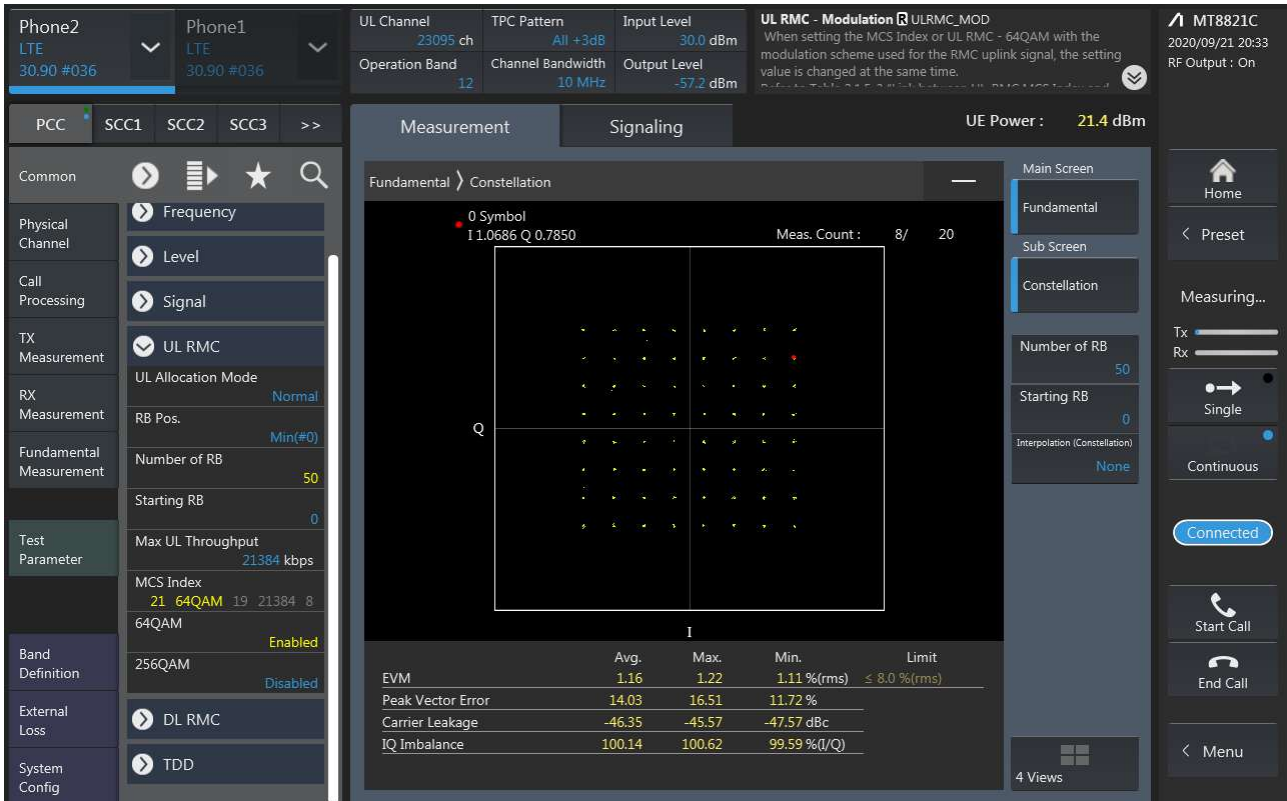 Phone2
LTE
30.90 #036
Phone1
LTE
30.90 #036
UL Channel
23095 ch
Operation Band
12
TPC Pattern
All +3dB
Channel Bandwidth
10 MHz
Input Level
30.0 dBm
Output Level
-57.2 dBm
UL RMC - Modulation R ULRMC_MOD
When setting the MCS Index or UL RMC - 64QAM with the
modulation scheme used for the RMC uplink signal, the setting
value is changed at the same time.
MT8821C
2020/09/21 20:33
RF Output : On
PCC SCC1 SCC2 SCC3 >>
Measurement
Signaling
UE Power : 21.4 dBm
Common
Physical
Channel
Call
Processing
TX
Measurement
RX
Measurement
Fundamental
Measurement
Test
Parameter
Band
Definition
External
Loss
System
Config
Frequency
Level
Signal
UL RMC
UL Allocation Mode
Normal
RB Pos.
Min(#0)
Number of RB
50
Starting RB
0
Max UL Throughput
21384 kbps
MCS Index
21 64QAM 19 21384 8
64QAM
Enabled
256QAM
Disabled
DL RMC
TDD
Fundamental > Constellation
0 Symbol
I 1.0686 Q 0.7850
Meas. Count : 8/ 20
Q
I
Avg. Max. Min. Limit
EVM 1.16 1.22 1.11 %(rms) ≤ 8.0 %(rms)
Peak Vector Error 14.03 16.51 11.72 %
Carrier Leakage -46.35 -45.57 -47.57 dBc
IQ Imbalance 100.14 100.62 99.59 %(I/Q)
Main Screen
Fundamental
Sub Screen
Constellation
Number of RB
50
Starting RB
0
Interpolation (Constellation)
None
4 Views
Home
< Preset
Measuring...
Tx
Rx
Single
Continuous
Connected
Start Call
End Call
< Menu